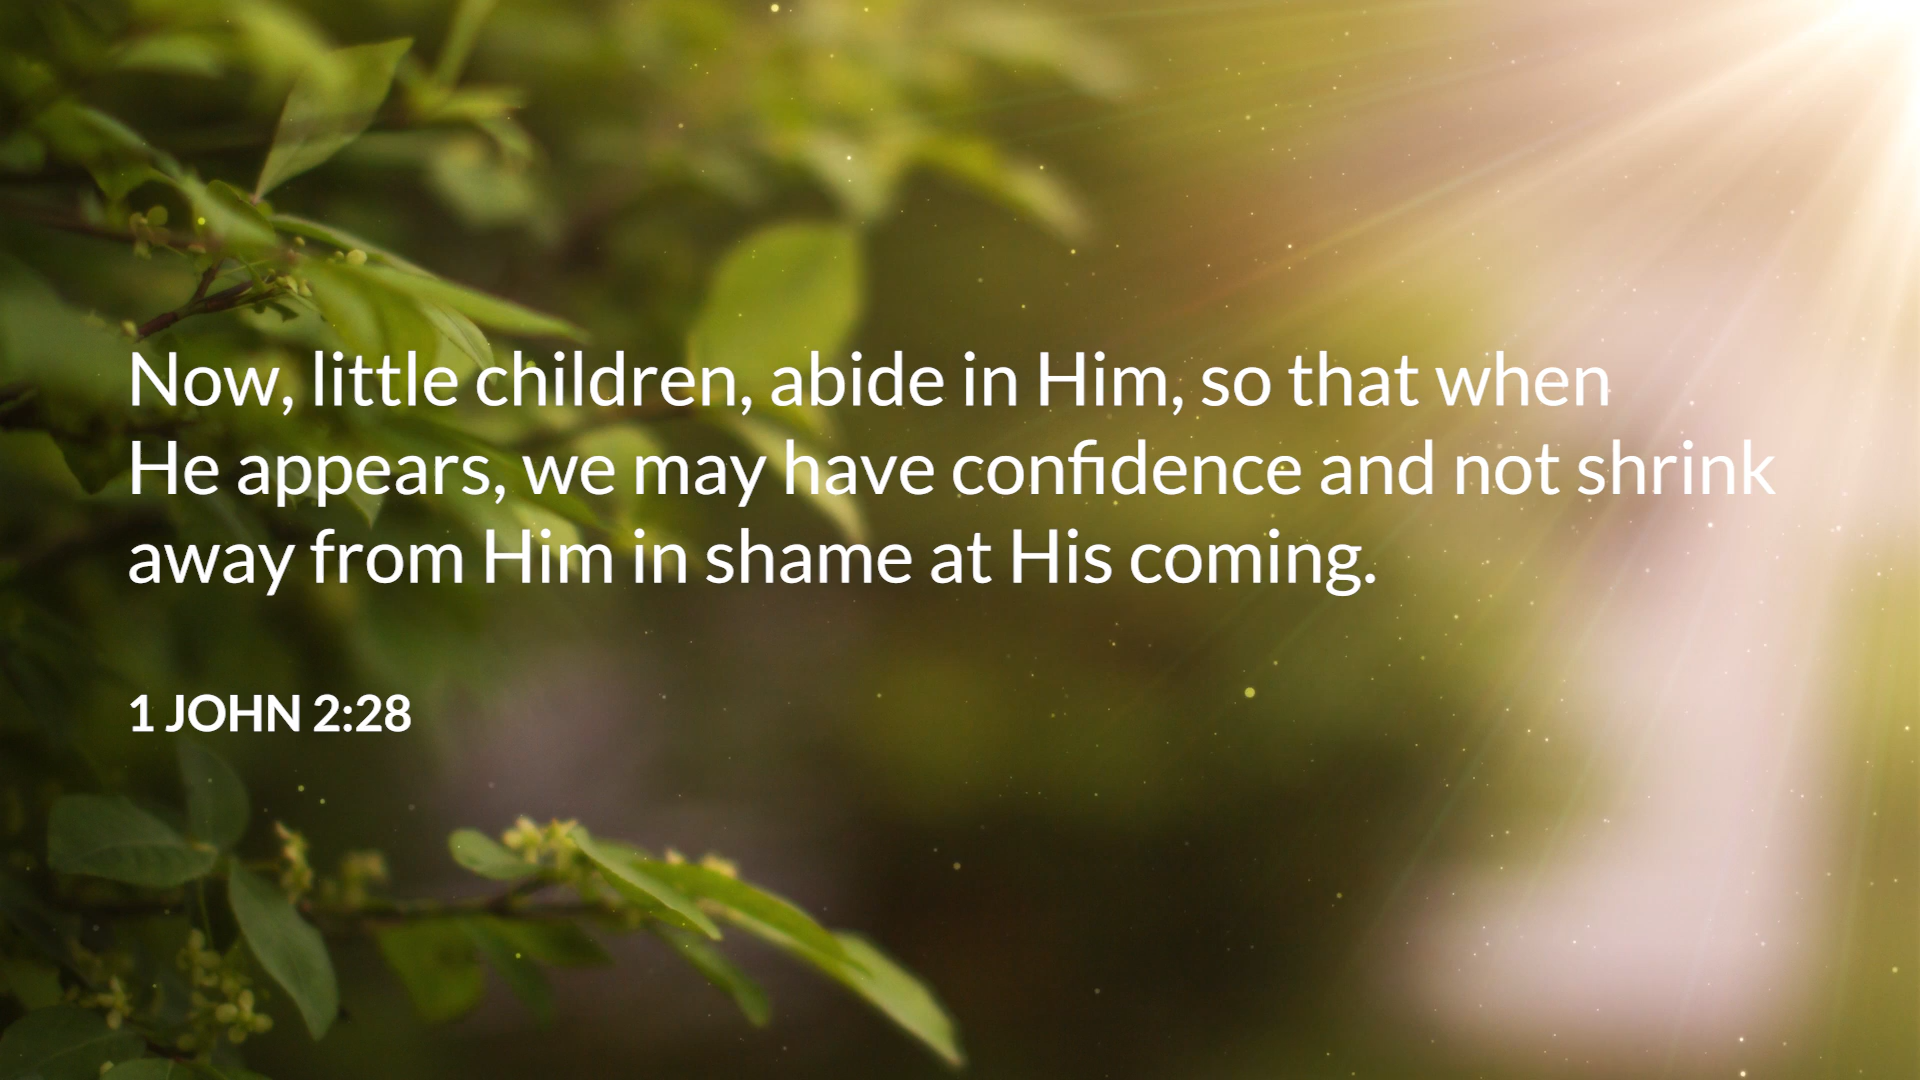 Now, little children, abide in Him, so that when
He appears, we may have confidence and not shrink
away from Him in shame at His coming.
1 JOHN 2:28